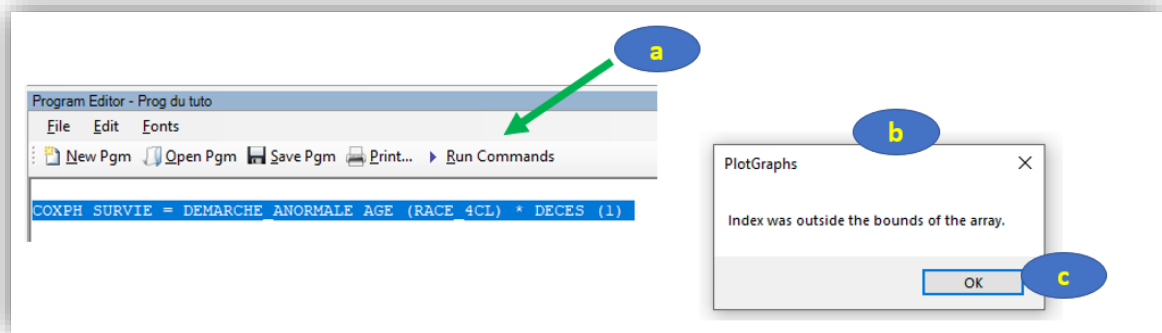 a
Program Editor - Prog du tuto
File Edit Fonts
New Pgm Open Pgm Save Pgm Print... Run Commands
COXPH SURVIE = DEMARCHE_ANORMALE AGE (RACE_4CL) * DECES (1)
b
PlotGraphs
Index was outside the bounds of the array.
OK
c